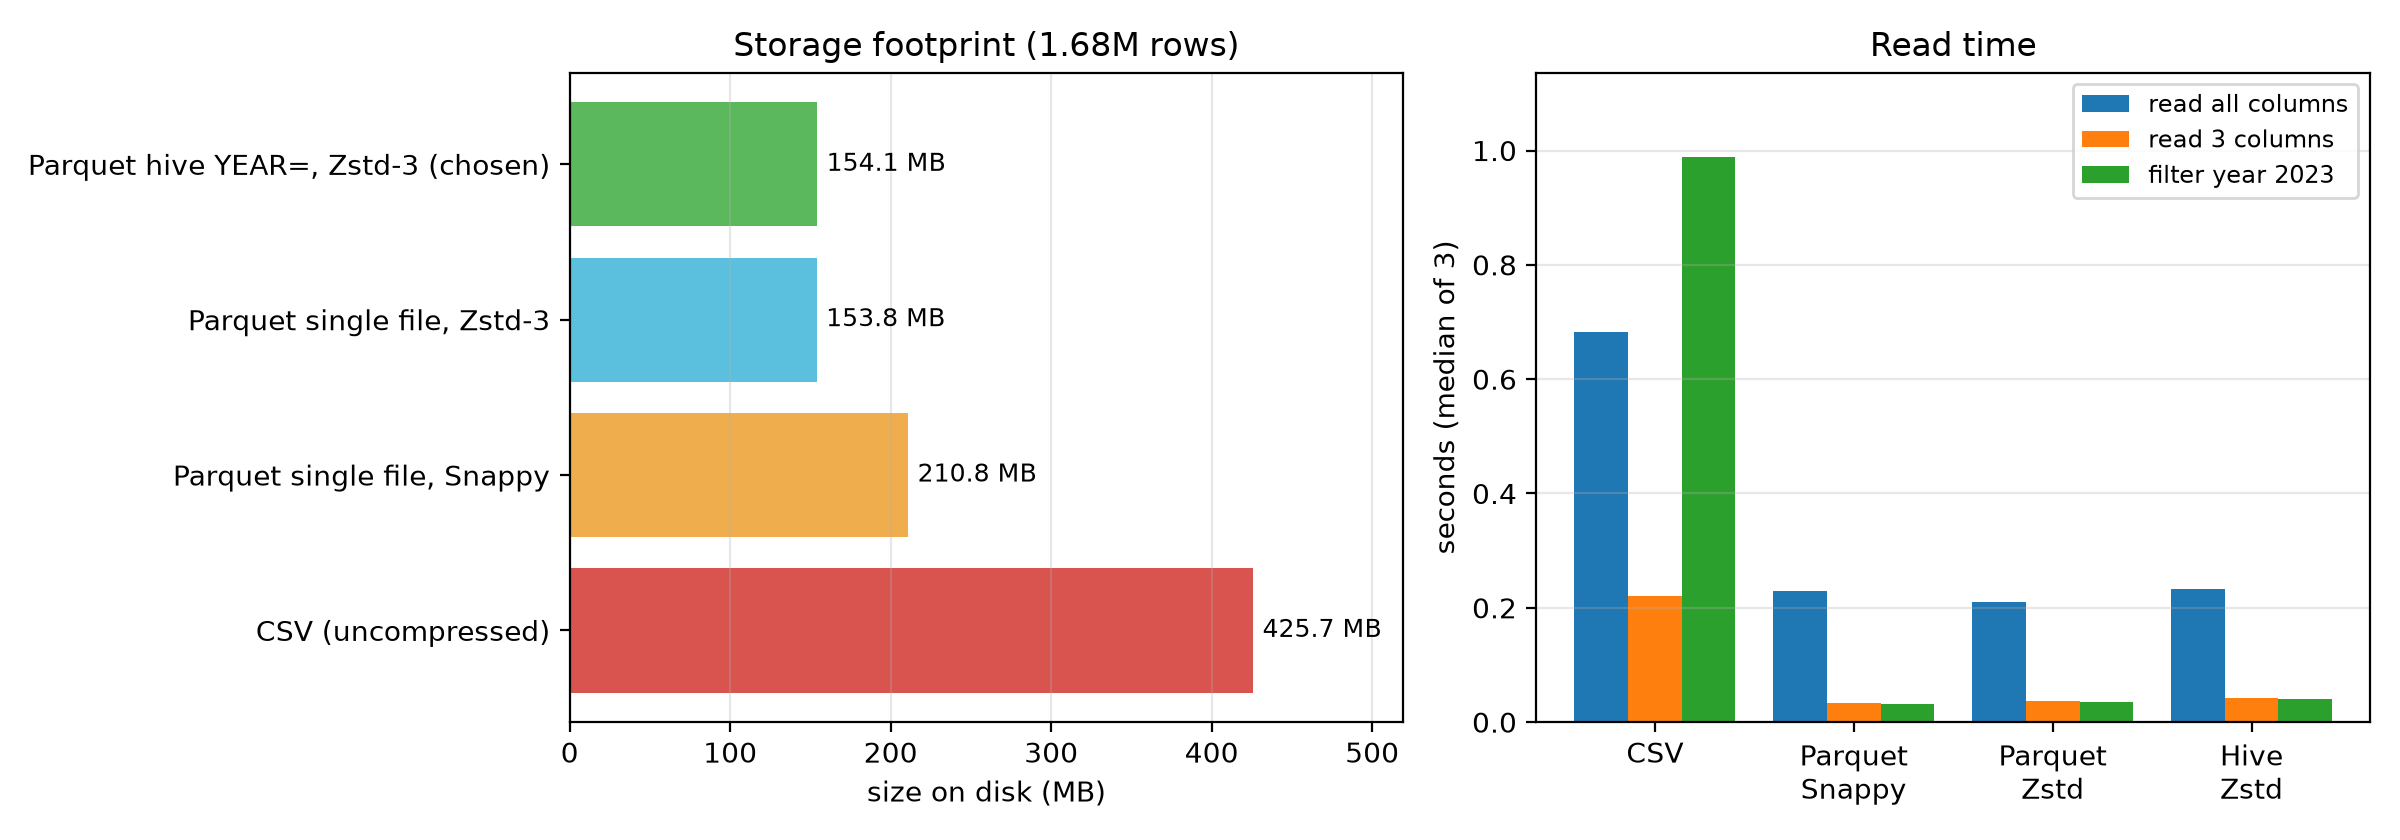 Storage footprint (1.68M rows)
Parquet hive YEAR=, Zstd-3 (chosen)
154.1 MB
Parquet single file, Zstd-3
153.8 MB
Parquet single file, Snappy
210.8 MB
CSV (uncompressed)
425.7 MB
0 100 200 300 400 500
size on disk (MB)
Read time
read all columns
read 3 columns
filter year 2023
seconds (median of 3)
1.0
0.8
0.6
0.4
0.2
0.0
CSV
Parquet
Snappy
Parquet
Zstd
Hive
Zstd